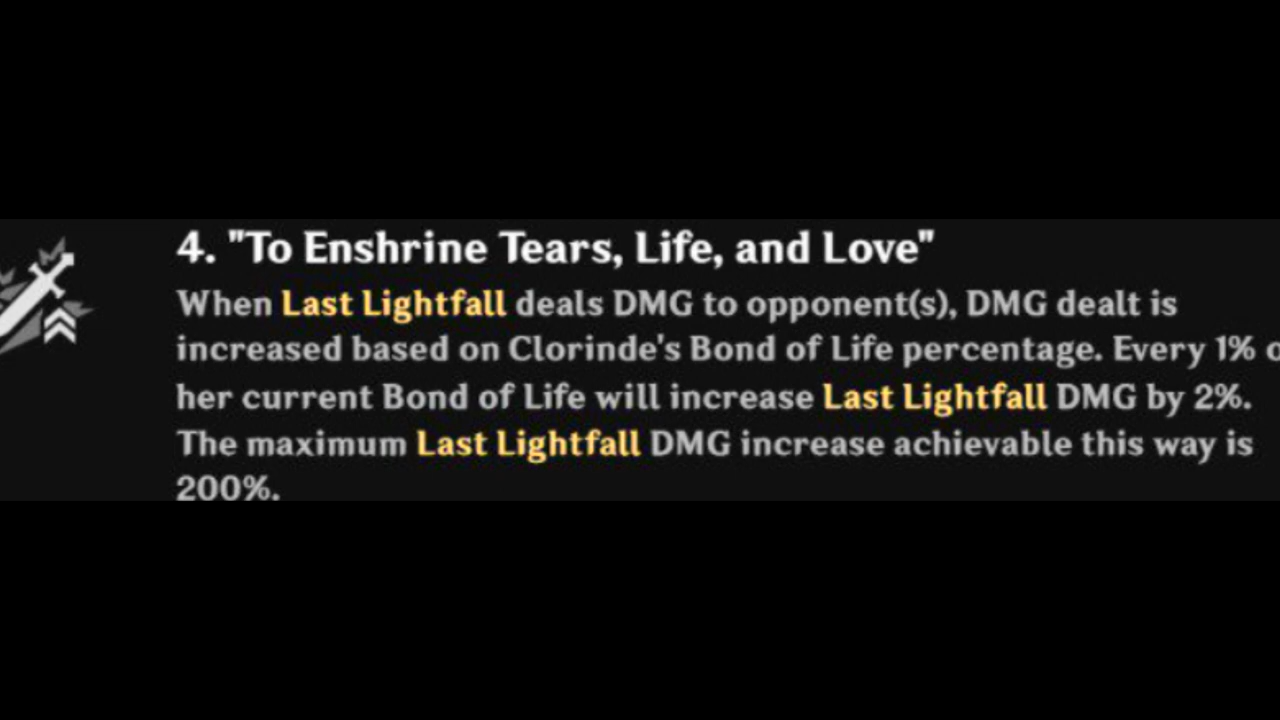 4. "To Enshrine Tears, Life, and Love"
When Last Lightfall deals DMG to opponent(s), DMG dealt is
increased based on Clorinde's Bond of Life percentage. Every 1%
her current Bond of Life will increase Last Lightfall DMG by 2%.
The maximum Last Lightfall DMG increase achievable this way is
200%.